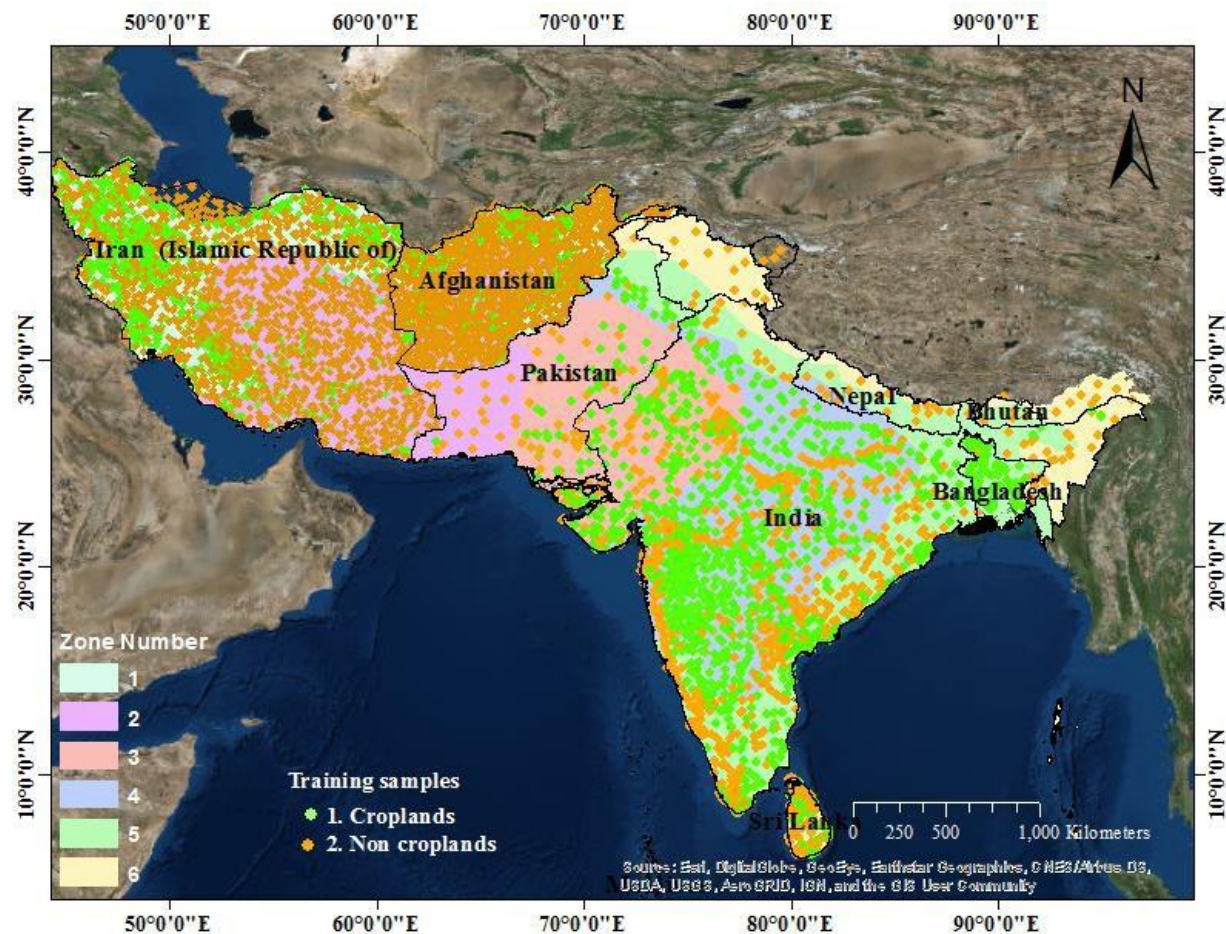 50°0'0"E 60°0'0"E 70°0'0"E 80°0'0"E 90°0'0"E
N
40°0'0"N 40°0'0"N
Iran (Islamic Republic of)
Afghanistan
30°0'0"N 30°0'0"N
Pakistan
Nepal
Bhutan
Bangladesh
India
20°0'0"N 20°0'0"N
Zone Number
1
2
3
4
5
6
Training samples
1. Croplands
2. Non croplands
10°0'0"N 10°0'0"N
Sri Lanka
0 250 500 1,000 Kilometers
Source: Esri, DigitalGlobe, GeoEye, Earthstar Geographics, CNES/Airbus DS,
USDA, USGS, AeroGRID, IGN, and the GIS User Community
50°0'0"E 60°0'0"E 70°0'0"E 80°0'0"E 90°0'0"E